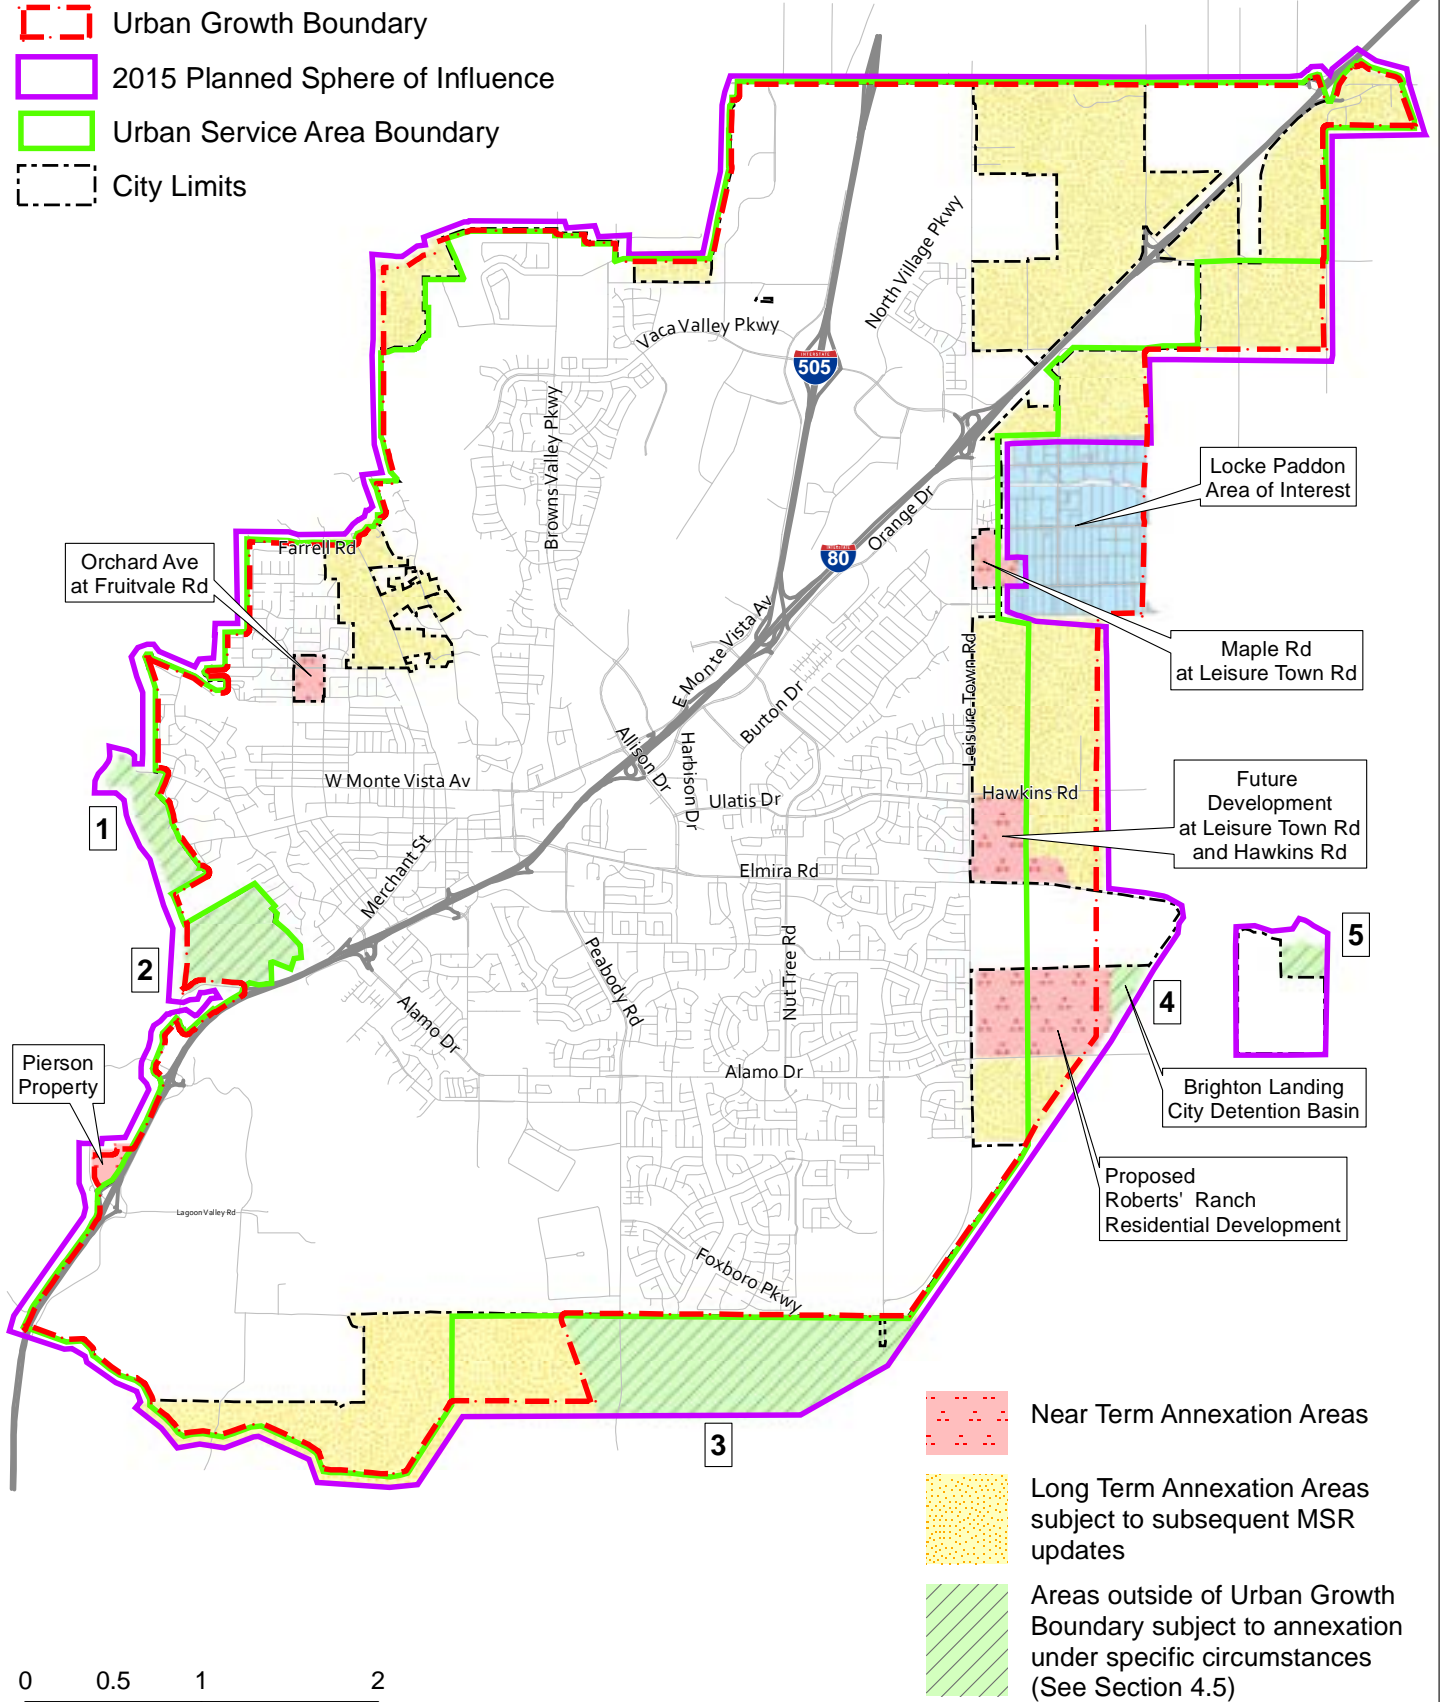 Urban Growth Boundary
2015 Planned Sphere of Influence
Urban Service Area Boundary
City Limits
North Village Pkwy
Vaca Valley Pkwy
INTERSTATE
505
Browns Valley Pkwy
Locke Paddon
Area of Interest
Orange Dr
INTERSTATE
80
Farrell Rd
Orchard Ave
at Fruitvale Rd
E Monte Vista Av
Maple Rd
at Leisure Town Rd
Leisure Town Rd
Burton Dr
Allison Dr
Harbison Dr
W Monte Vista Av
Ulatis Dr
Hawkins Rd
Future
Development
at Leisure Town Rd
and Hawkins Rd
1
Merchant St
Elmira Rd
2
Peabody Rd
Nut Tree Rd
5
4
Alamo Dr
Alamo Dr
Pierson
Property
Brighton Landing
City Detention Basin
Proposed
Roberts' Ranch
Residential Development
Lagoon Valley Rd
Foxboro Pkwy
3
Near Term Annexation Areas
Long Term Annexation Areas
subject to subsequent MSR
updates
Areas outside of Urban Growth
Boundary subject to annexation
under specific circumstances
(See Section 4.5)
0 0.5 1 2